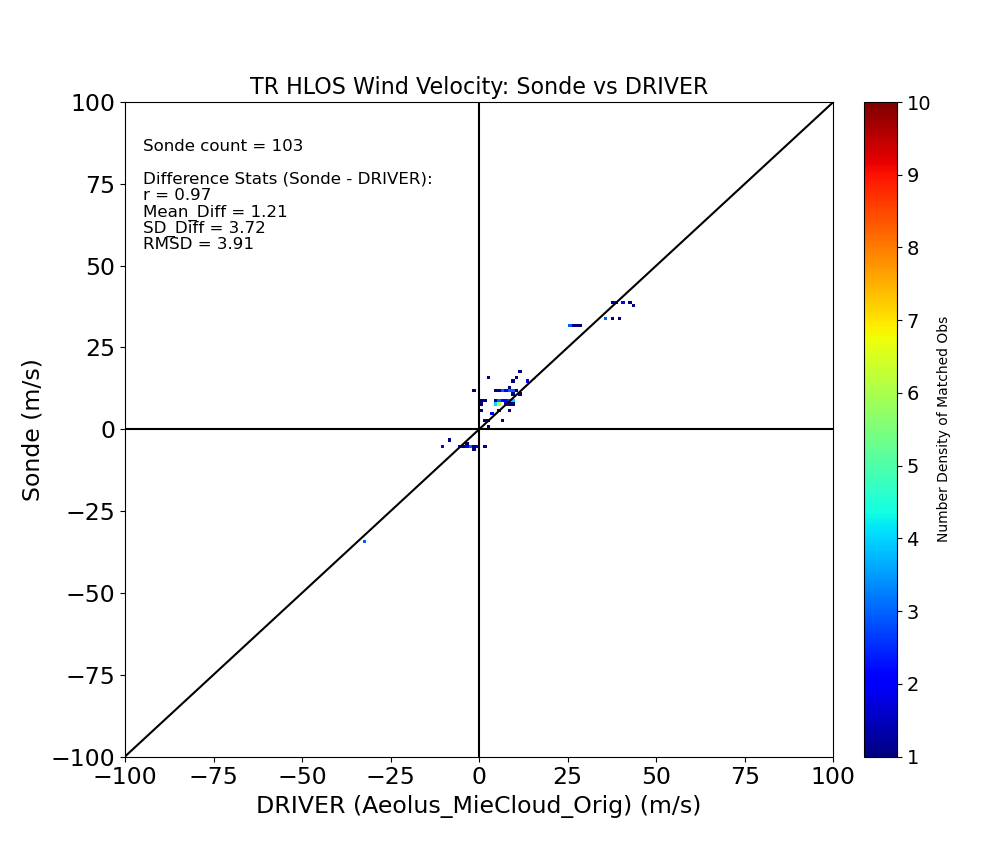 TR HLOS Wind Velocity: Sonde vs DRIVER
Sonde count = 103
Difference Stats (Sonde - DRIVER):
r = 0.97
Mean_Diff = 1.21
SD_Diff = 3.72
RMSD = 3.91
100
75
50
25
0
−25
−50
−75
−100
Sonde (m/s)
−100 −75 −50 −25 0 25 50 75 100
DRIVER (Aeolus_MieCloud_Orig) (m/s)
10
9
8
7
6
5
4
3
2
1
Number Density of Matched Obs